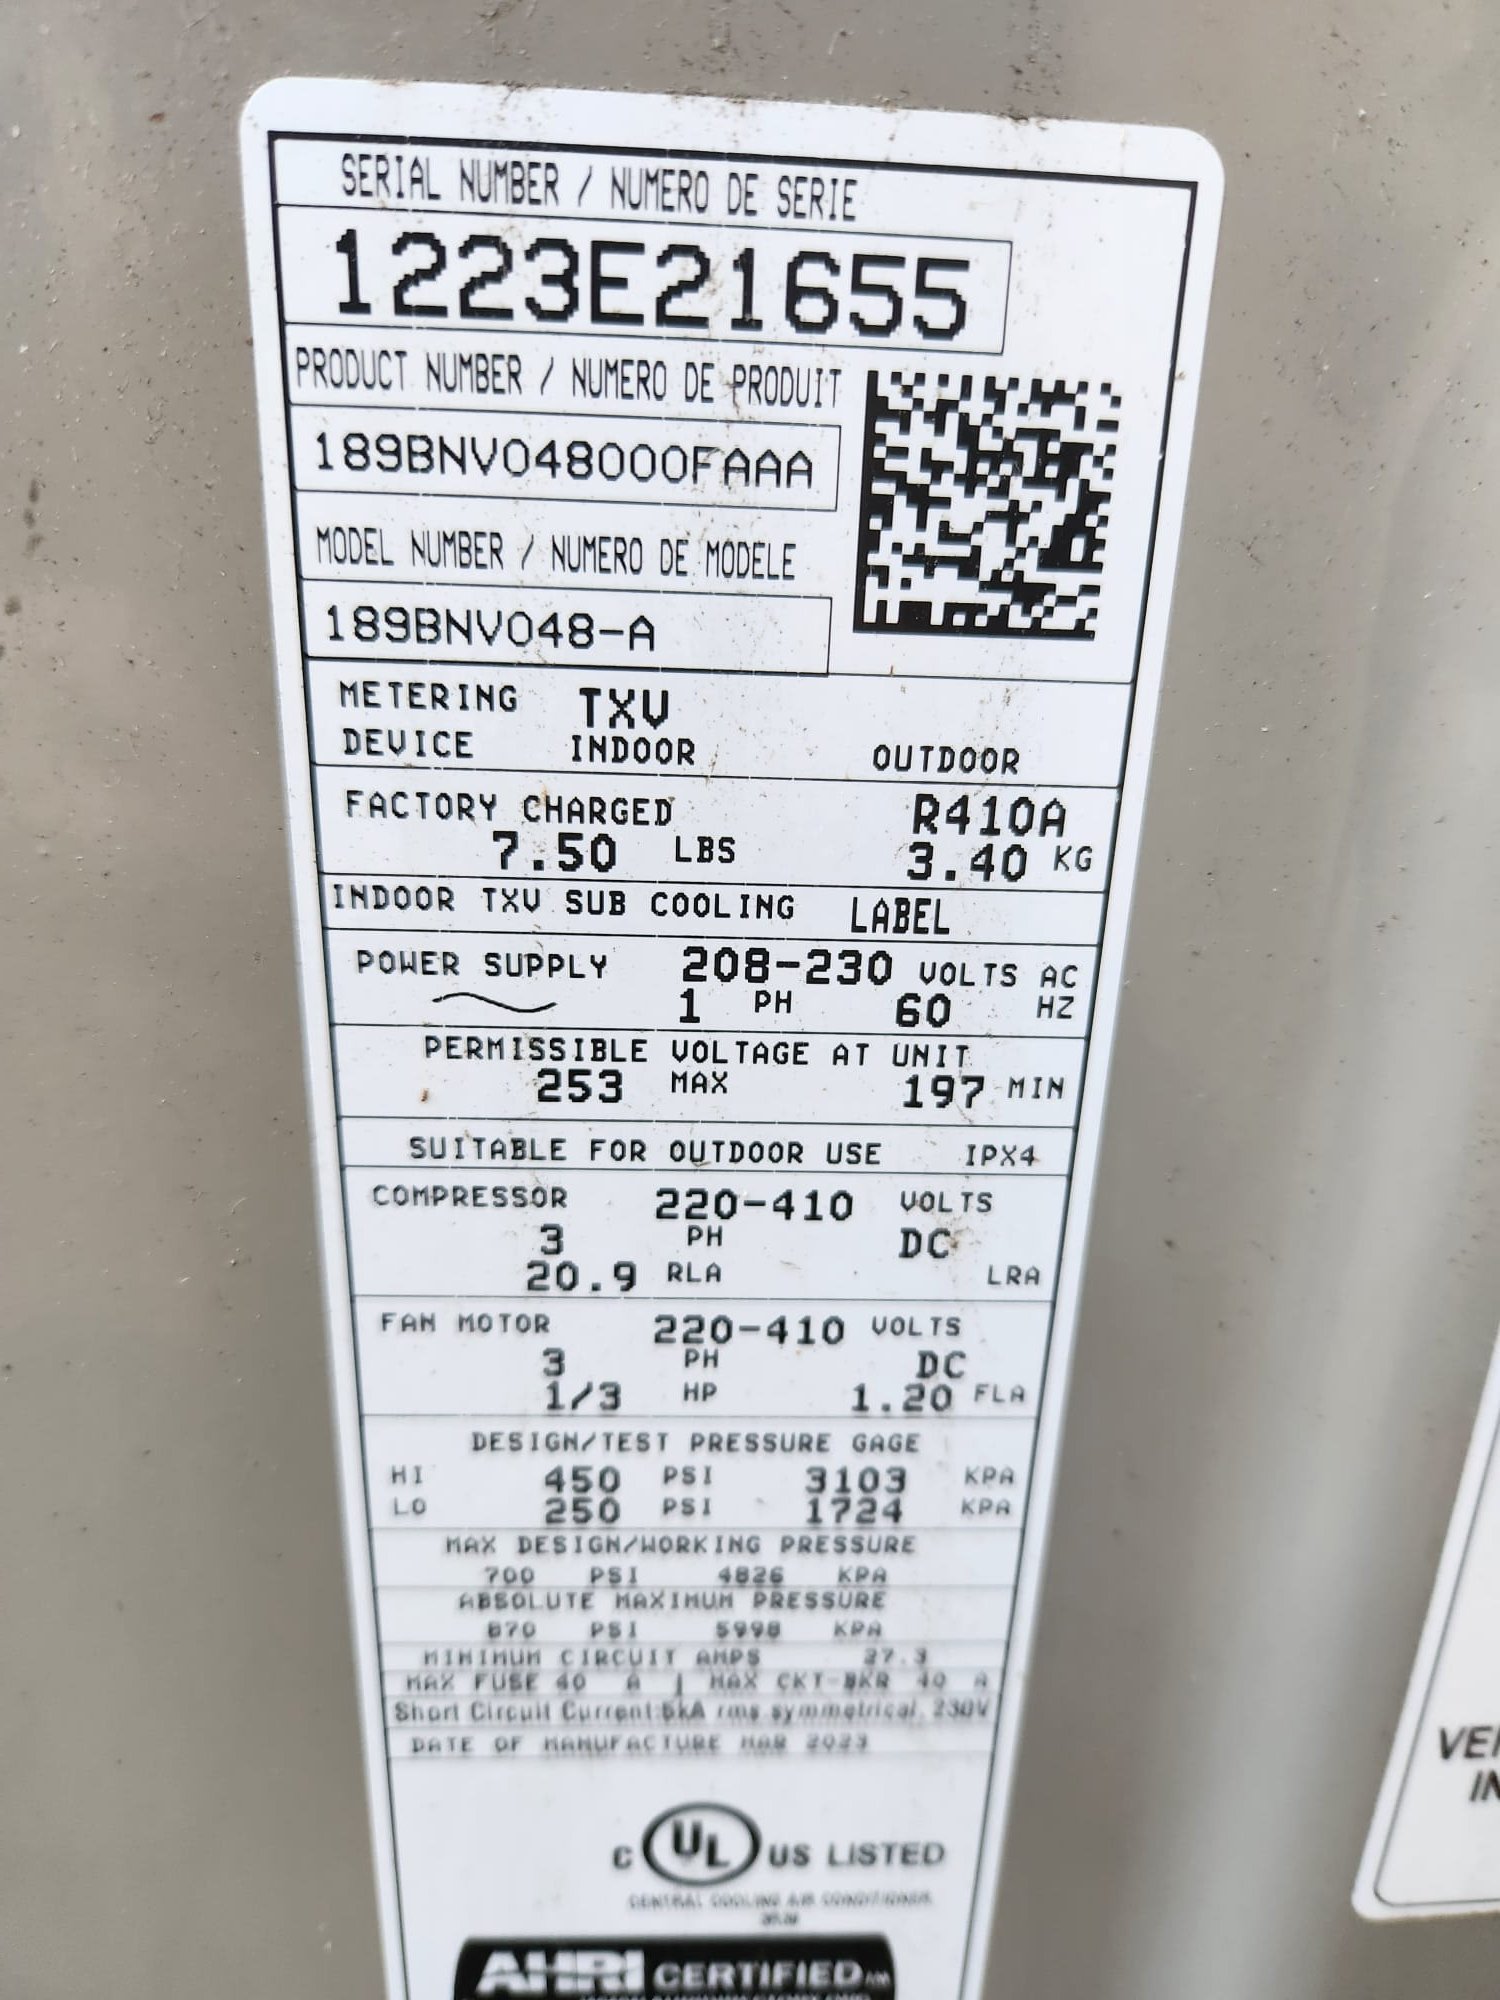 SERIAL NUMBER / NUMERO DE SERIE
1223E21655
PRODUCT NUMBER / NUMERO DE PRODUIT
189BNV048000FAAA
MODEL NUMBER / NUMERO DE MODELE
189BNV048-A
METERING TXV
DEVICE INDOOR OUTDOOR
FACTORY CHARGED R410A
7.50 LBS 3.40 KG
INDOOR TXV SUB COOLING LABEL
POWER SUPPLY 208-230 VOLTS AC
1 PH 60 HZ
PERMISSIBLE VOLTAGE AT UNIT
253 MAX 197 MIN
SUITABLE FOR OUTDOOR USE IPX4
COMPRESSOR 220-410 VOLTS
3 PH DC
20.9 RLA LRA
FAN MOTOR 220-410 VOLTS
3 PH DC
1/3 HP 1.20 FLA
DESIGN/TEST PRESSURE GAGE
HI 450 PSI 3103 KPA
LO 250 PSI 1724 KPA
MAX DESIGN/WORKING PRESSURE
700 PSI 4826 KPA
ABSOLUTE MAXIMUM PRESSURE
870 PSI 5998 KPA
MINIMUM CIRCUIT AMPS 27.3
MAX FUSE 40 A | MAX CKT-BKR 40 A
Short Circuit Current:5kA rms symmetrical, 230V
DATE OF MANUFACTURE MAR 2023
C UL US LISTED
CENTRAL COOLING AIR CONDITIONER
AHRI CERTIFIED
VE
IN